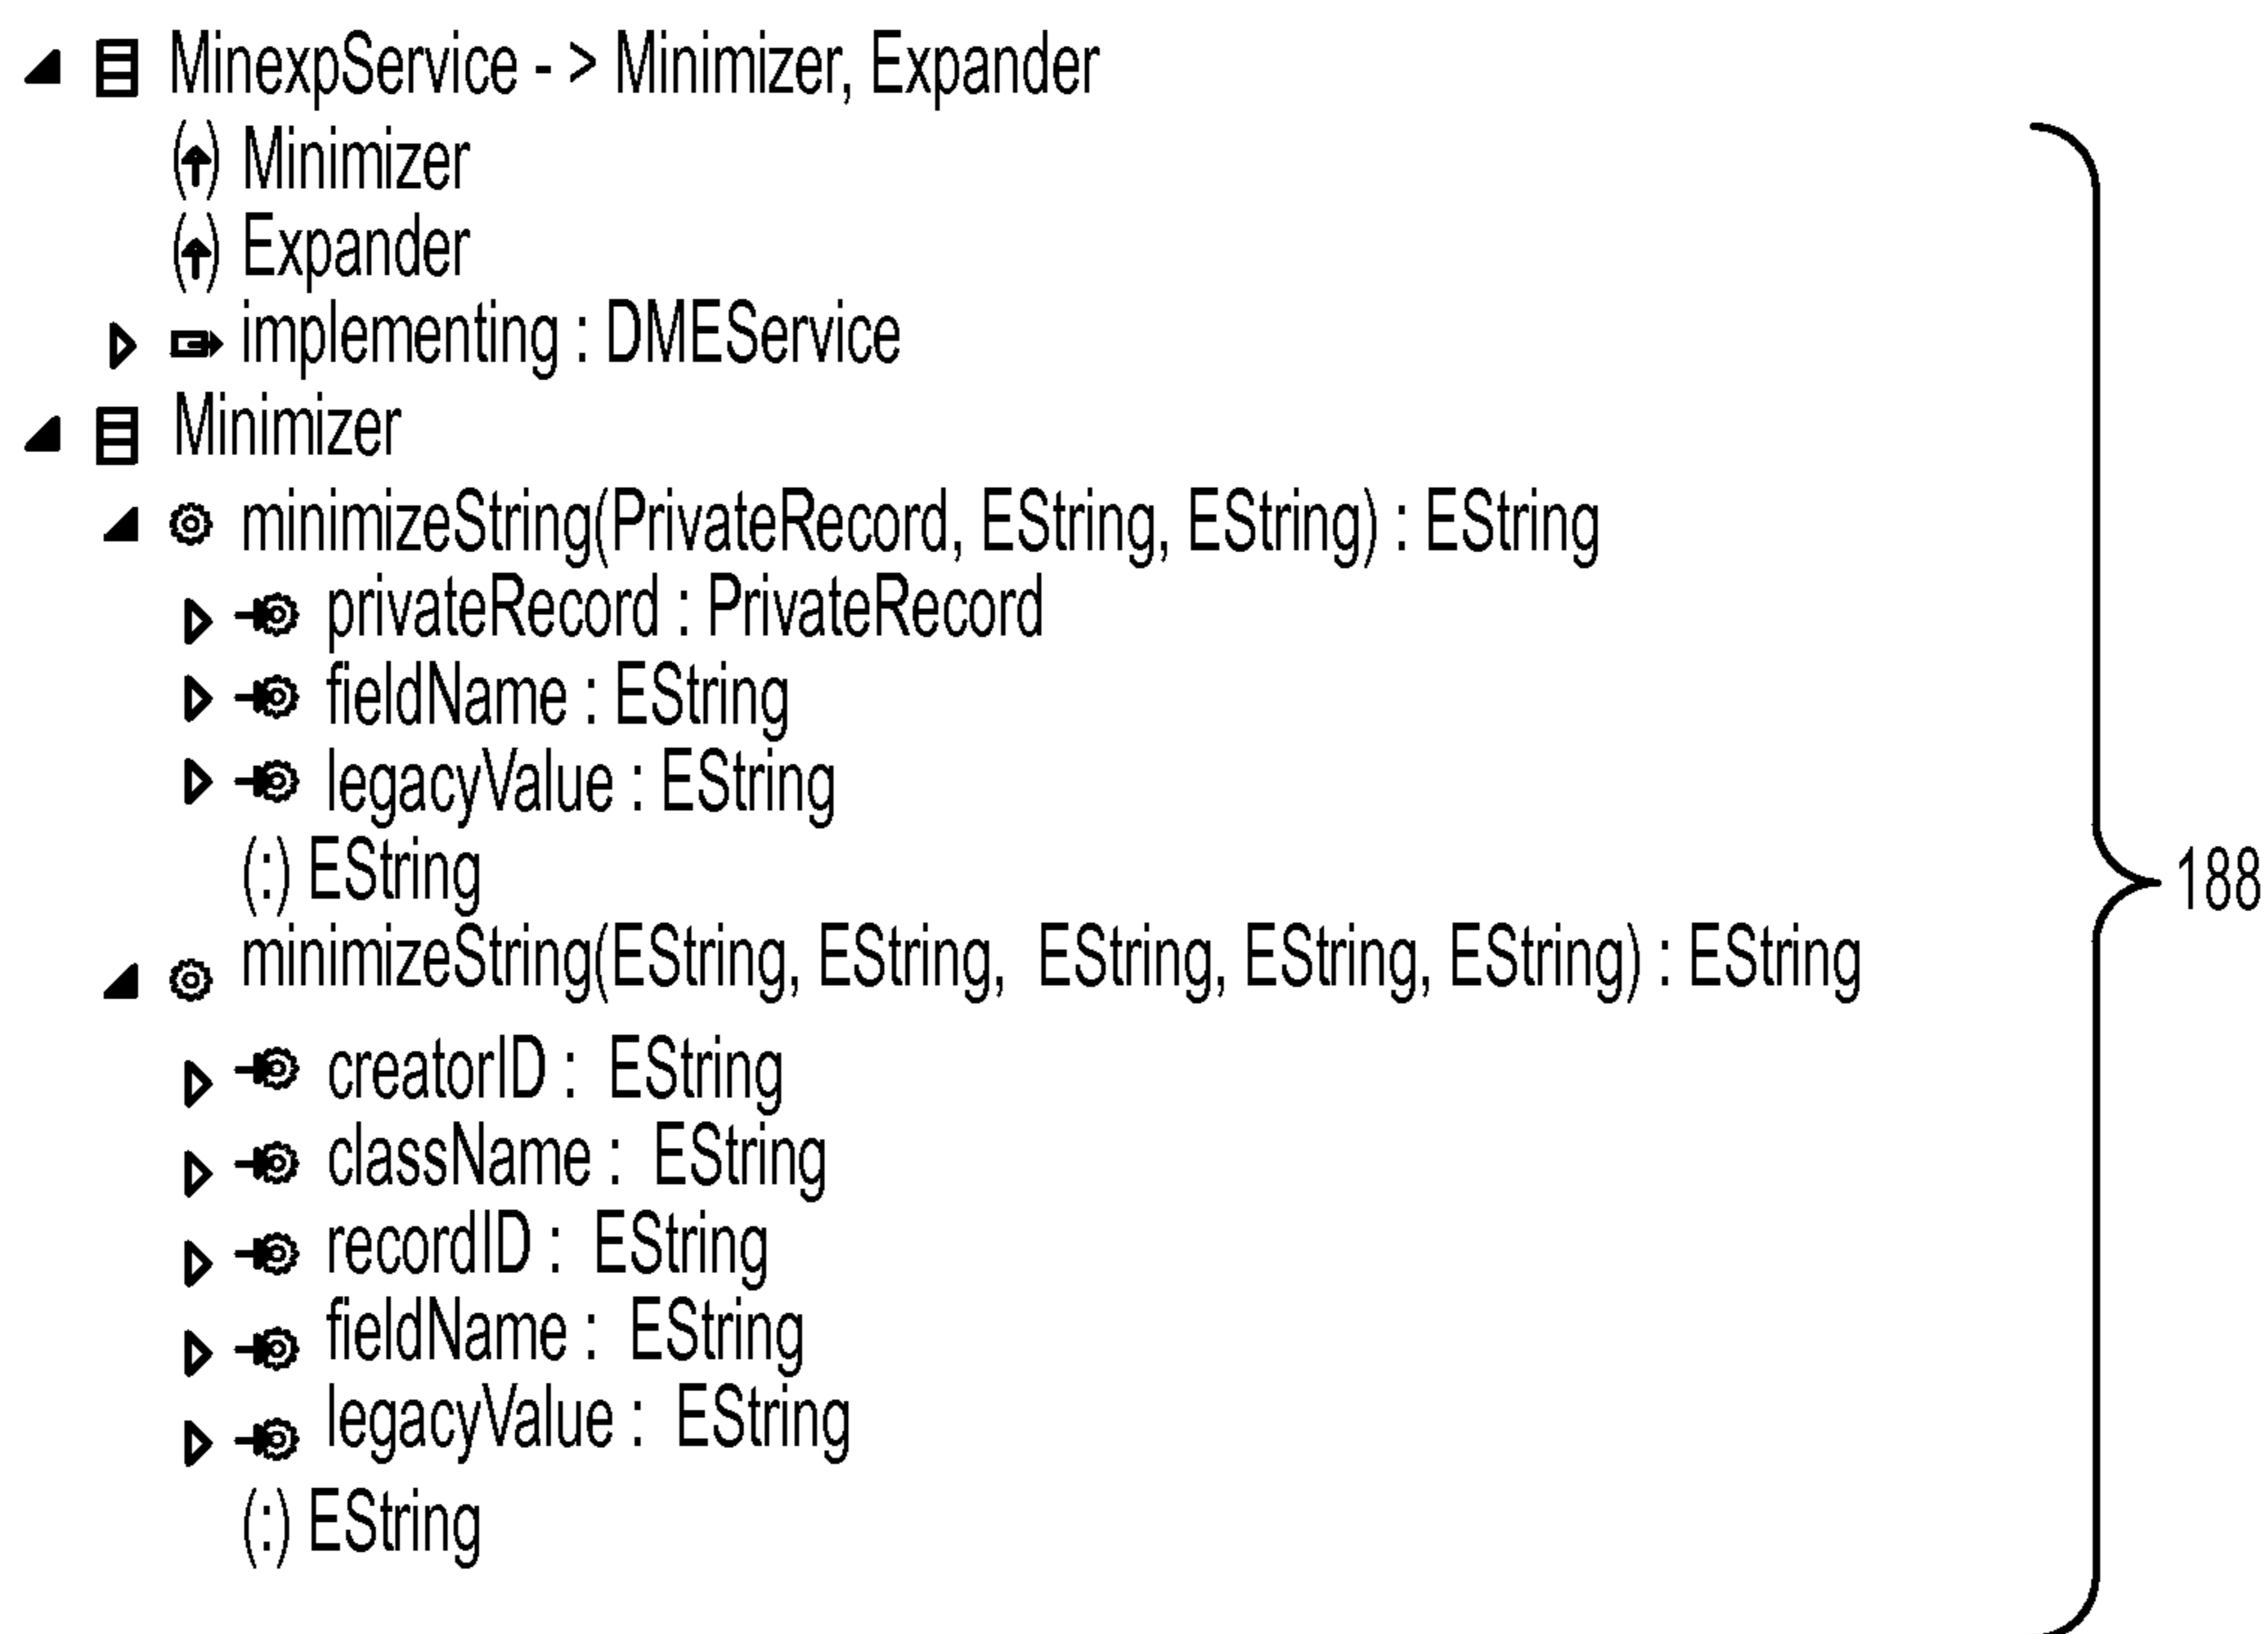 MinexpService - > Minimizer, Expander
Minimizer
Expander
implementing : DMEService
Minimizer
minimizeString(PrivateRecord, EString, EString) : EString
privateRecord : PrivateRecord
fieldName : EString
legacyValue : EString
(:) EString
minimizeString(EString, EString, EString, EString, EString) : EString
creatorID : EString
className : EString
recordID : EString
fieldName : EString
legacyValue : EString
(:) EString
188